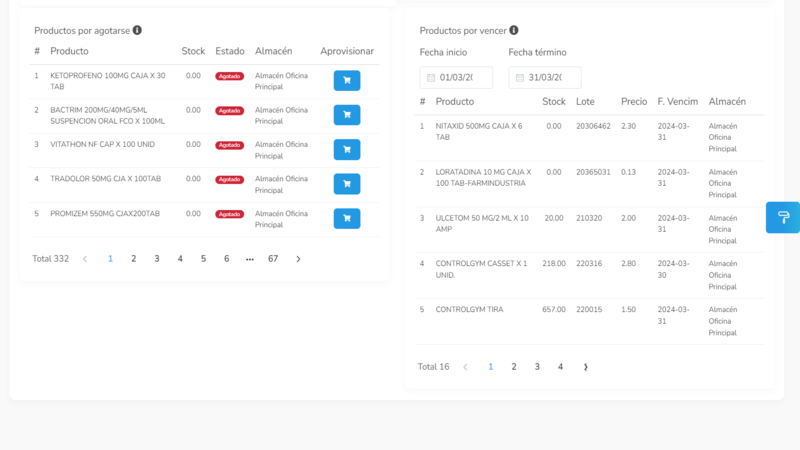 Productos por agotarse
# Producto Stock Estado Almacén Aprovisionar
1 KETOPROFENO 100MG CAJA X 30 0.00 Agotado Almacén Oficina
TAB Principal
2 BACTRIM 200MG/40MG/5ML 0.00 Agotado Almacén Oficina
SUSPENCION ORAL FCO X 100ML Principal
3 VITATHON NF CAP X 100 UNID 0.00 Agotado Almacén Oficina
Principal
4 TRADOLOR 50MG CJA X 100TAB 0.00 Agotado Almacén Oficina
Principal
5 PROMIZEM 550MG CJAX200TAB 0.00 Agotado Almacén Oficina
Principal
Total 332 1 2 3 4 5 6 ••• 67
Productos por vencer
Fecha inicio Fecha término
01/03/2( 31/03/2(
# Producto Stock Lote Precio F. Vencim Almacén
1 NITAXID 500MG CAJA X 6 0.00 20306462 2.30 2024-03- Almacén
TAB 31 Oficina
Principal
2 LORATADINA 10 MG CAJA X 0.00 20365031 0.13 2024-03- Almacén
100 TAB-FARMINDUSTRIA 31 Oficina
Principal
3 ULCETOM 50 MG/2 ML X 10 20.00 210320 2.00 2024-03- Almacén
AMP 31 Oficina
Principal
4 CONTROLGYM CASSET X 1 218.00 220316 2.80 2024-03- Almacén
UNID. 30 Oficina
Principal
5 CONTROLGYM TIRA 657.00 220015 1.50 2024-03- Almacén
31 Oficina
Principal
Total 16 1 2 3 4